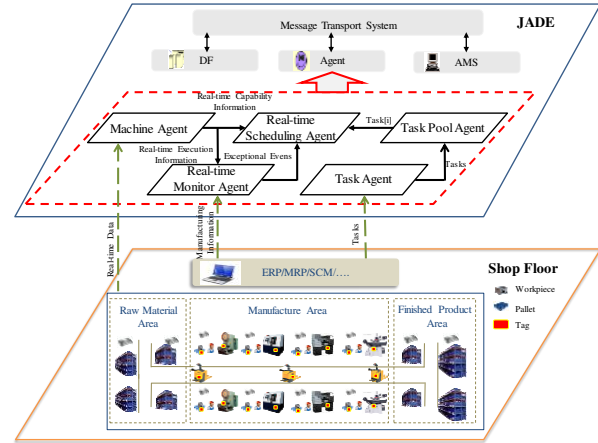 Message Transport System
JADE
DF
Agent
AMS
Real-time Capability
Information
Machine Agent
Real-time
Scheduling Agent
Task[i]
Task Pool Agent
Real-time Execution
Information
Exceptional Evens
Tasks
Real-time
Monitor Agent
Task Agent
Real-time Data
Manufacturing
Information
Tasks
ERP/MRP/SCM/....
Shop Floor
Workpiece
Pallet
Tag
Raw Material
Area
Manufacture Area
Finished Product
Area